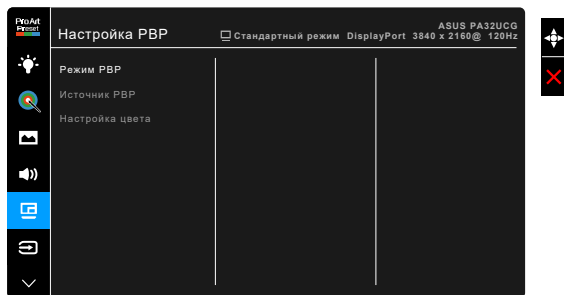 ProArt
Preset
Настройка PBP
ASUS PA32UCG
Стандартный режим DisplayPort 3840 x 2160@ 120Hz
Режим PBP
Источник PBP
Настройка цвета